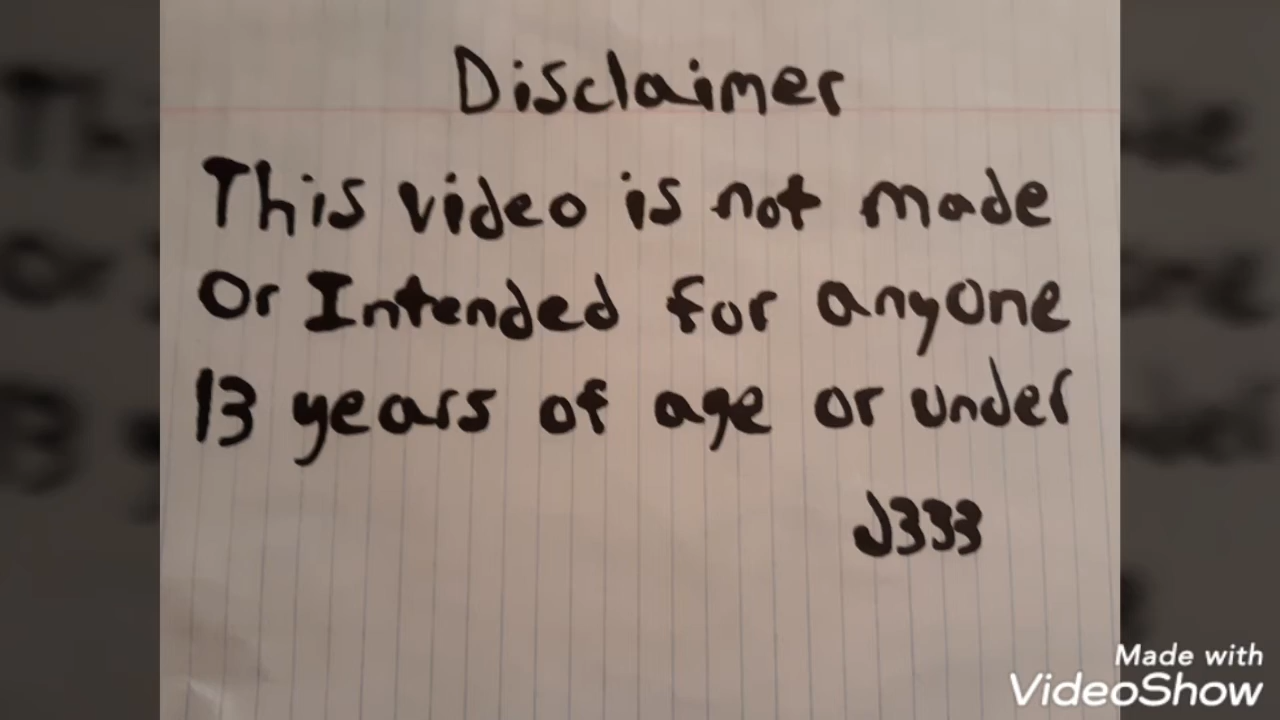 Disclaimer
This video is not made
Or Intended for anyone
13 years of age or under
J333
Made with
VideoShow